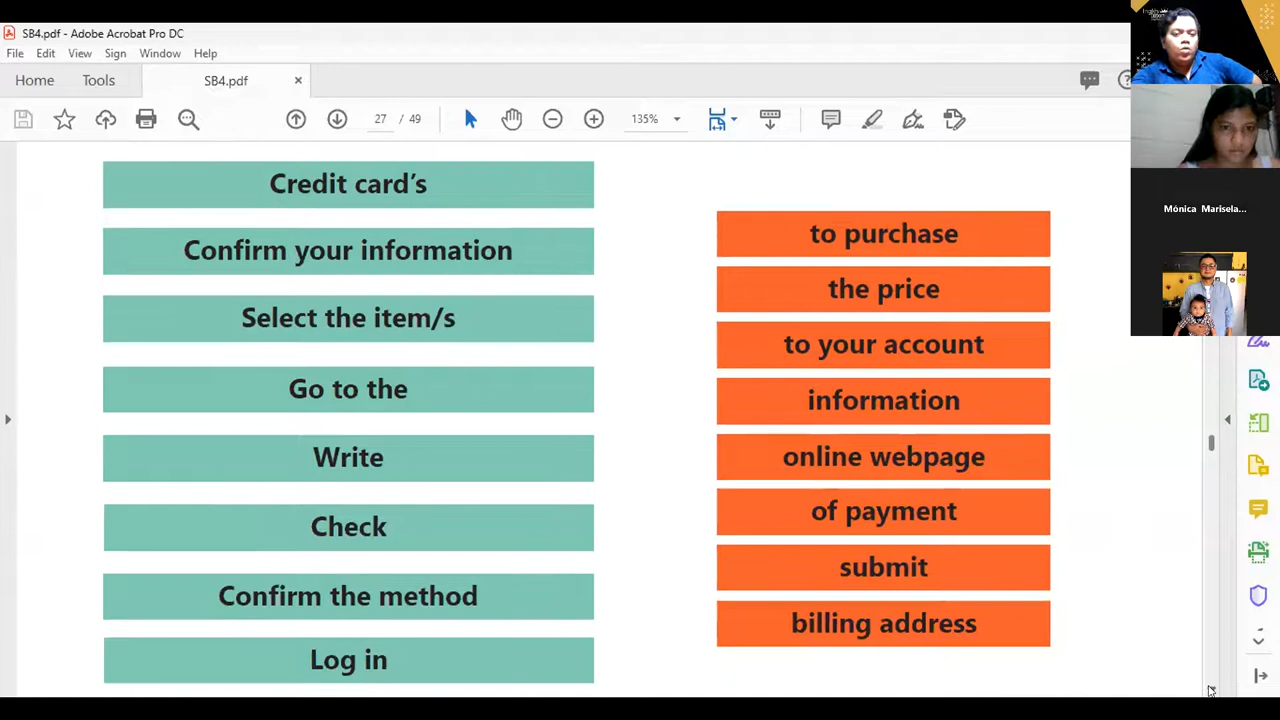 SB4.pdf - Adobe Acrobat Pro DC
File Edit View Sign Window Help
Home Tools SB4.pdf ×
27 / 49 135%
Credit card’s
Confirm your information
Select the item/s
Go to the
Write
Check
Confirm the method
Log in
to purchase
the price
to your account
information
online webpage
of payment
submit
billing address
Mónica Marisela...